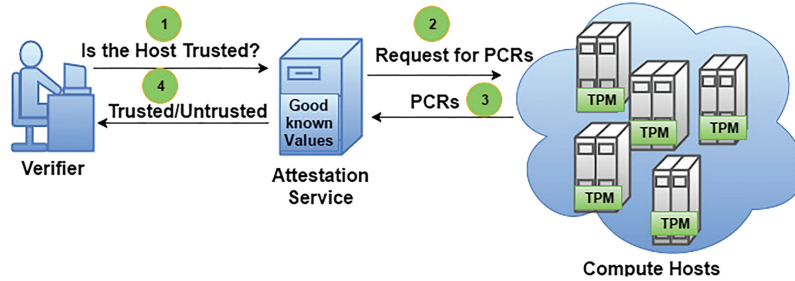 1
Is the Host Trusted?
4
Trusted/Untrusted
Verifier
Good
known
Values
Attestation
Service
2
Request for PCRs
PCRs
3
TPM
TPM
TPM
TPM
TPM
Compute Hosts